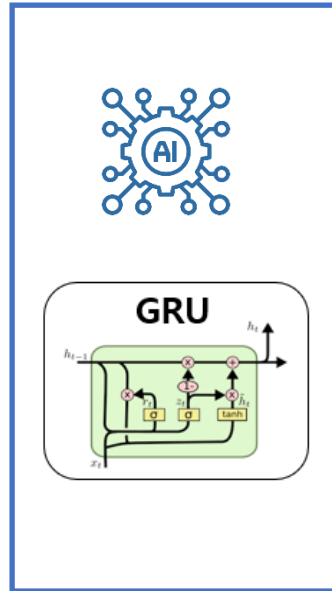 AI
GRU
h_t
h_{t-1}
× 1- +
× r_t z_t × h̃_t
σ σ tanh
x_t